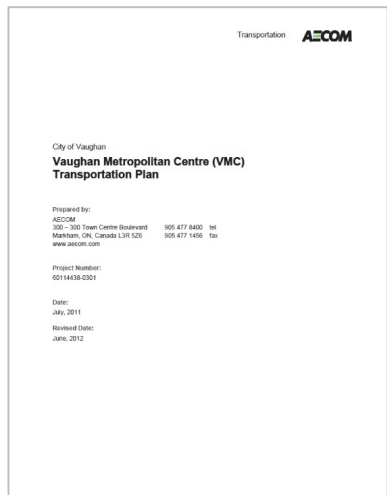 Transportation AECOM
City of Vaughan
Vaughan Metropolitan Centre (VMC)
Transportation Plan
Prepared by:
AECOM
300 – 300 Town Centre Boulevard 905 477 8400 tel
Markham, ON, Canada L3R 5Z6 905 477 1456 fax
www.aecom.com
Project Number:
60114438-0301
Date:
July, 2011
Revised Date:
June, 2012